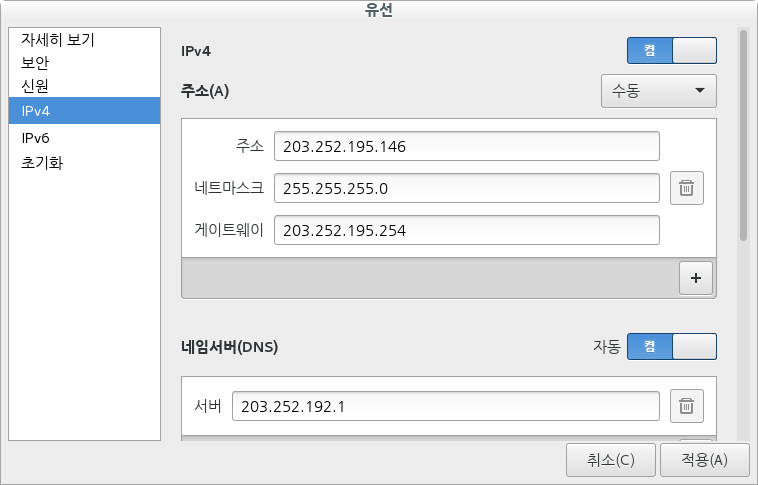 유선
자세히 보기
보안
신원
IPv4
IPv6
초기화
IPv4
켬
주소(A)
수동
주소 203.252.195.146
네트마스크 255.255.255.0
게이트웨이 203.252.195.254
+
네임서버(DNS)
자동 켬
서버 203.252.192.1
취소(C)
적용(A)